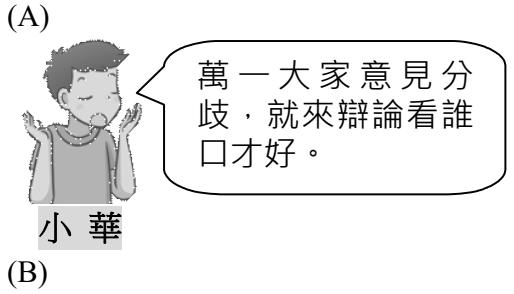 (A)
萬一大家意見分
歧，就來辯論看誰
口才好。
小華
(B)